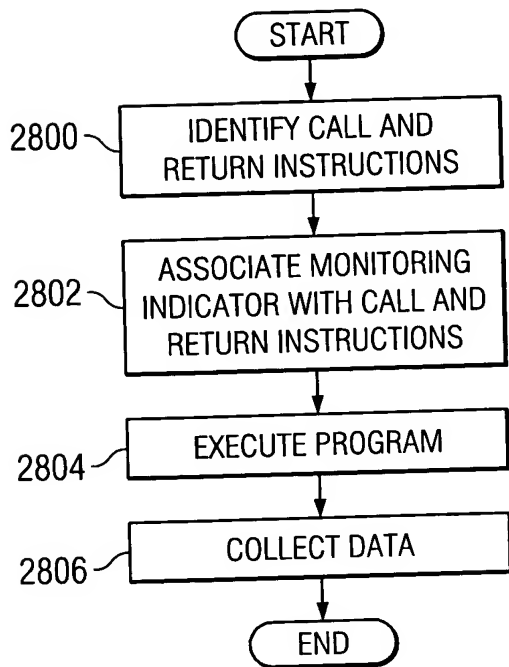 START
2800
IDENTIFY CALL AND
RETURN INSTRUCTIONS
2802
ASSOCIATE MONITORING
INDICATOR WITH CALL AND
RETURN INSTRUCTIONS
2804
EXECUTE PROGRAM
2806
COLLECT DATA
END